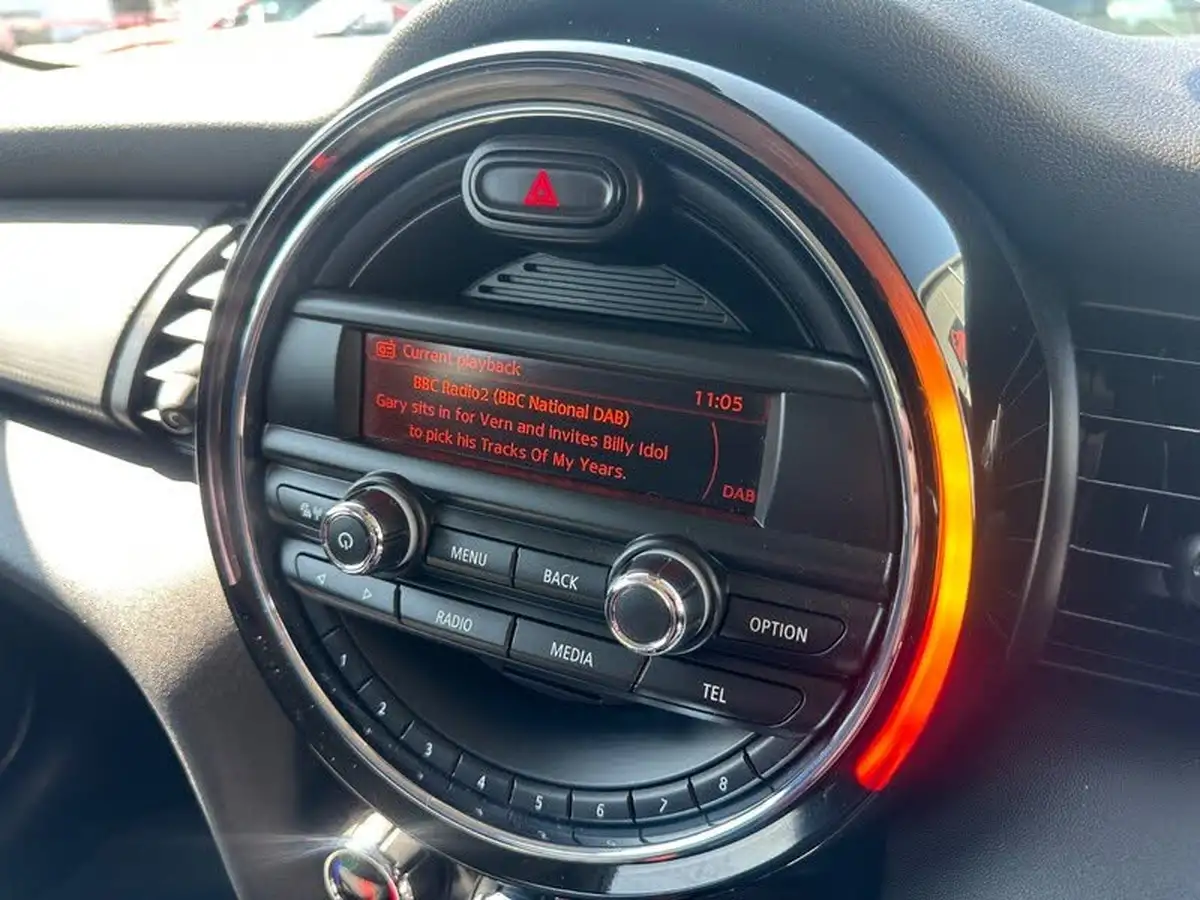 Current playback
11:05
BBC Radio2 (BBC National DAB)
Gary sits in for Vern and invites Billy Idol
to pick his Tracks Of My Years.
DAB
MENU
BACK
OPTION
RADIO
MEDIA
TEL
1
2
3
4
5
6
7
8